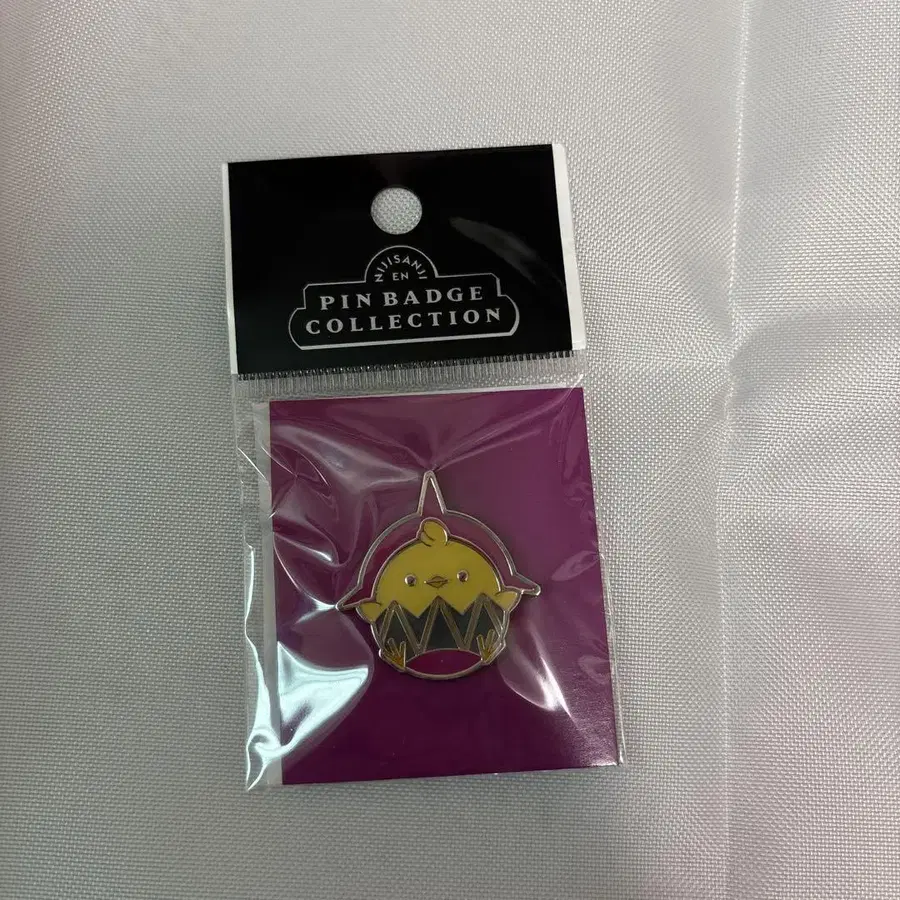 NIJISANJI
EN
PIN BADGE
COLLECTION